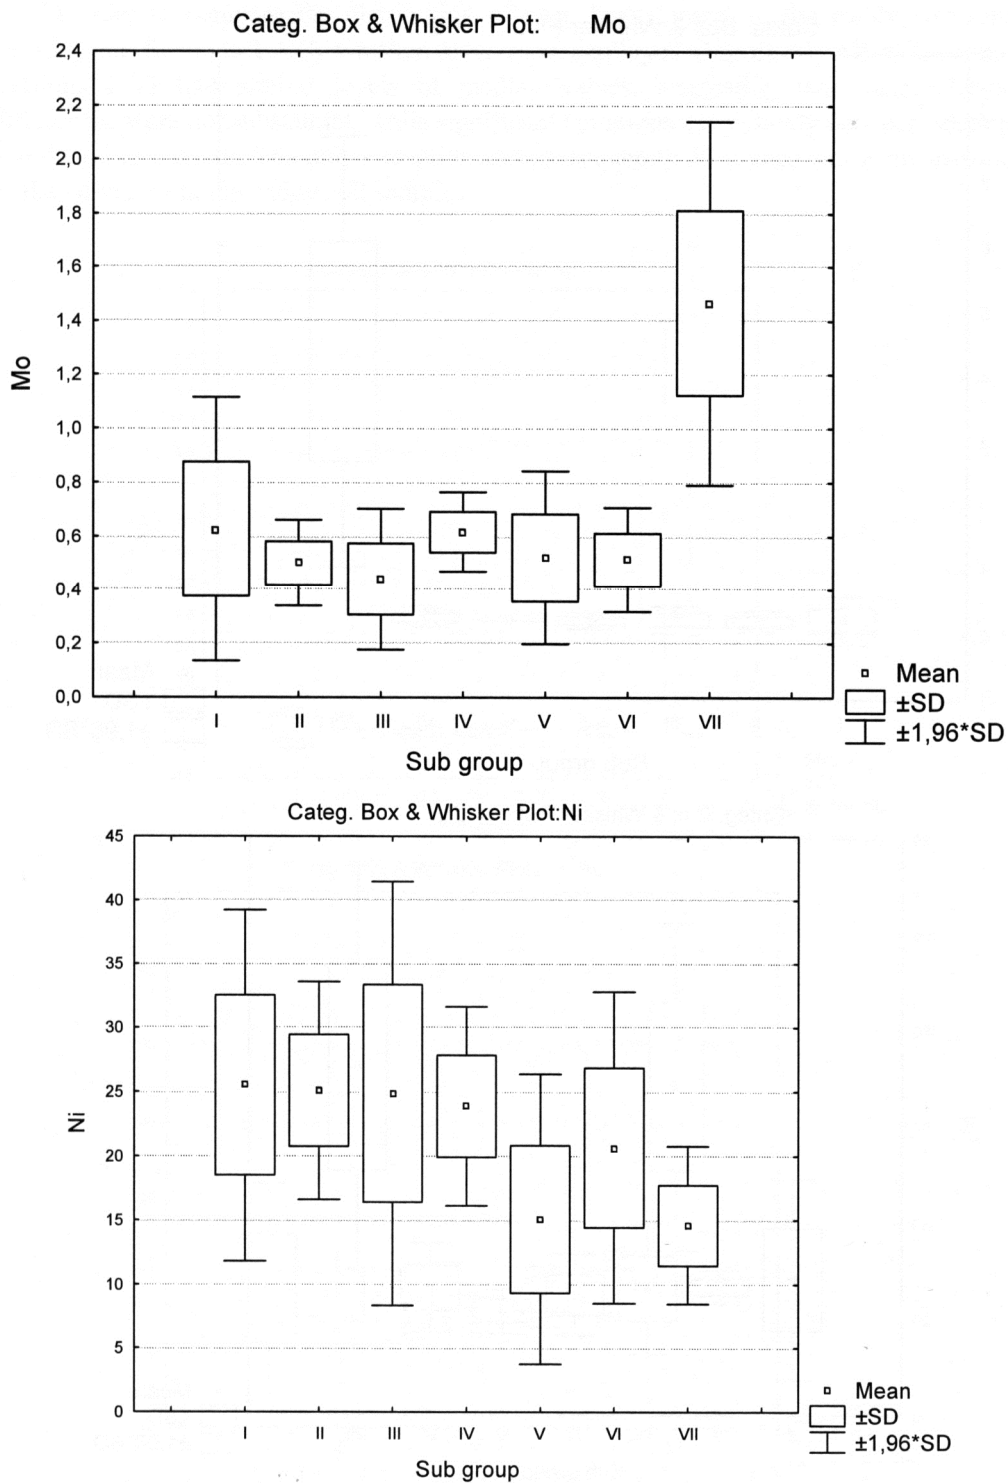 Categ. Box & Whisker Plot: Mo
2,4
2,2
2,0
1,8
1,6
1,4
1,2
1,0
0,8
0,6
0,4
0,2
0,0
Mo
I II III IV V VI VII
Sub group
Mean
±SD
±1,96*SD
Categ. Box & Whisker Plot:Ni
45
40
35
30
25
20
15
10
5
0
Ni
I II III IV V VI VII
Sub group
Mean
±SD
±1,96*SD